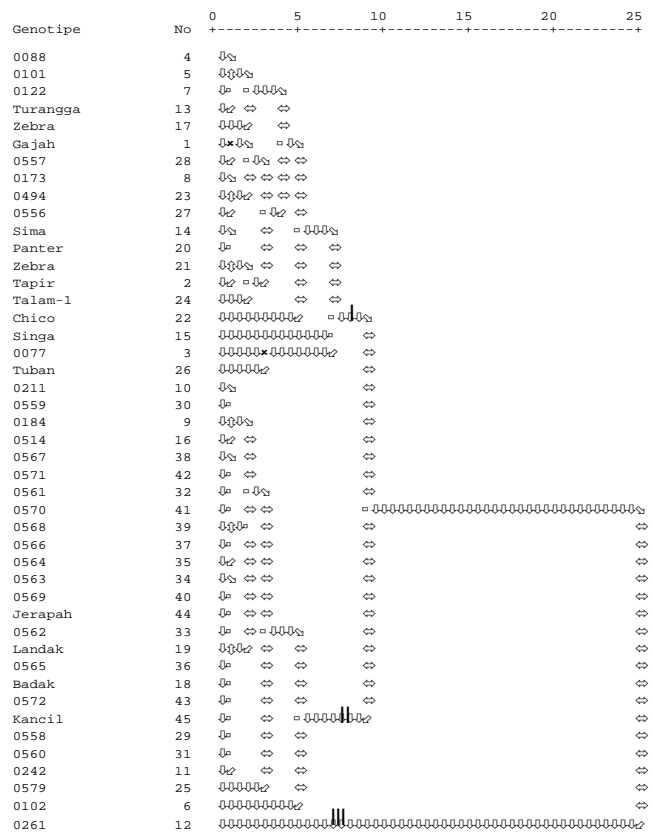 0 5 10 15 20 25
Genotipe No +---------+---------+---------+---------+---------+
0088 4
0101 5
0122 7
Turangga 13
Zebra 17
Gajah 1
0557 28
0173 8
0494 23
0556 27
Sima 14
Panter 20
Zebra 21
Tapir 2
Talam-1 24
Chico 22 I
Singa 15
0077 3
Tuban 26
0211 10
0559 30
0184 9
0514 16
0567 38
0571 42
0561 32
0570 41
0568 39
0566 37
0564 35
0563 34
0569 40
Jerapah 44
0562 33
Landak 19
0565 36
Badak 18
0572 43
Kancil 45 II
0558 29
0560 31
0242 11
0579 25
0102 6
0261 12 III